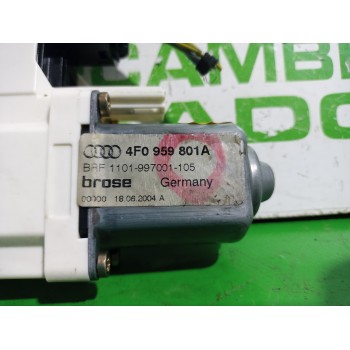 CAMBI
ADO
4F0 959 801A
BRF 1101-997001-105
brose Germany
00000 18.06.2004 A